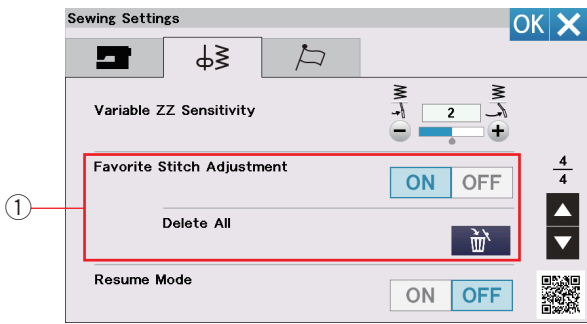 Sewing Settings
OK
Variable ZZ Sensitivity
2
Favorite Stitch Adjustment
ON OFF
4
4
①
Delete All
Resume Mode
ON OFF